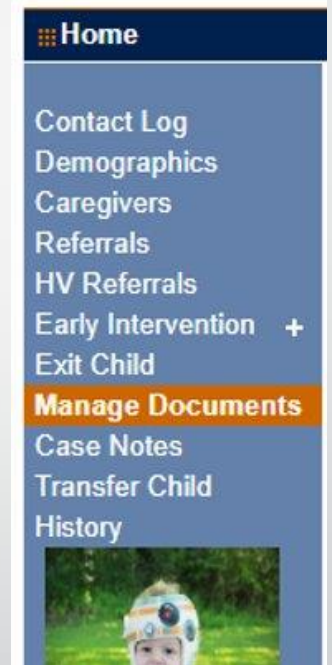 Home
Contact Log
Demographics
Caregivers
Referrals
HV Referrals
Early Intervention +
Exit Child
Manage Documents
Case Notes
Transfer Child
History